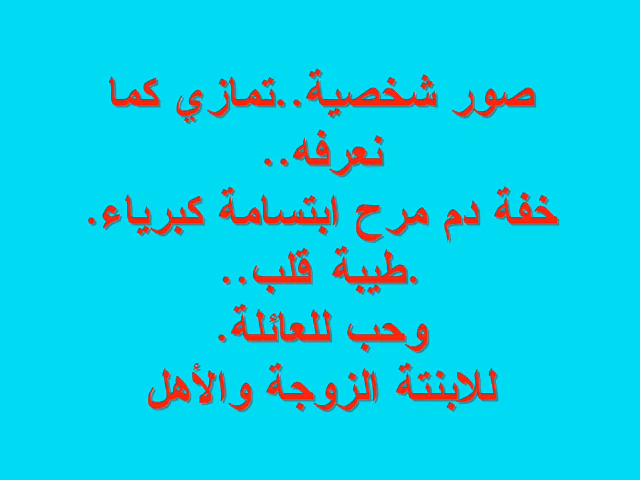 صور شخصية..تمازي كما
نعرفه..
خفة دم مرح ابتسامة كبرياء.
.طيبة قلب..
وحب للعائلة.
للابنتة الزوجة والأهل